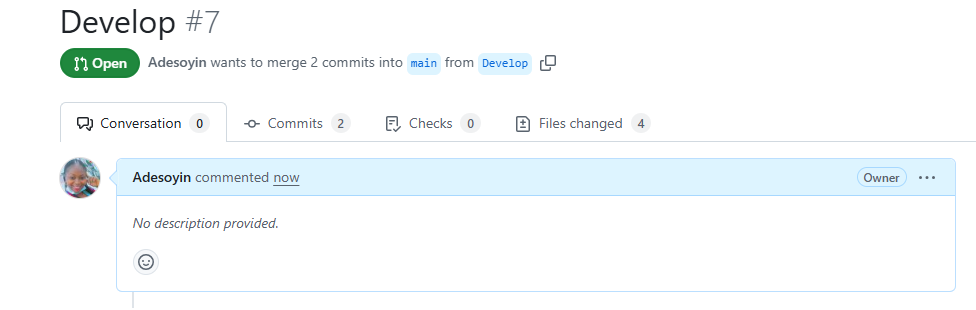 Develop #7
Open Adesoyin wants to merge 2 commits into main from Develop
Conversation 0 Commits 2 Checks 0 Files changed 4
Adesoyin commented now Owner
No description provided.